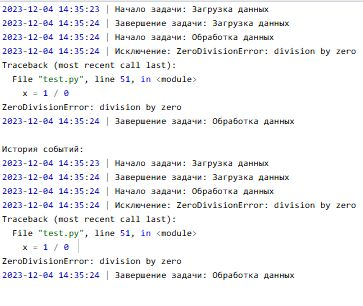 2023-12-04 14:35:23 | Начало задачи: Загрузка данных
2023-12-04 14:35:24 | Завершение задачи: Загрузка данных
2023-12-04 14:35:24 | Начало задачи: Обработка данных
2023-12-04 14:35:24 | Исключение: ZeroDivisionError: division by zero
Traceback (most recent call last):
  File "test.py", line 51, in <module>
    x = 1 / 0
ZeroDivisionError: division by zero
2023-12-04 14:35:24 | Завершение задачи: Обработка данных

История событий:
2023-12-04 14:35:23 | Начало задачи: Загрузка данных
2023-12-04 14:35:24 | Завершение задачи: Загрузка данных
2023-12-04 14:35:24 | Начало задачи: Обработка данных
2023-12-04 14:35:24 | Исключение: ZeroDivisionError: division by zero
Traceback (most recent call last):
  File "test.py", line 51, in <module>
    x = 1 / 0
ZeroDivisionError: division by zero
2023-12-04 14:35:24 | Завершение задачи: Обработка данных